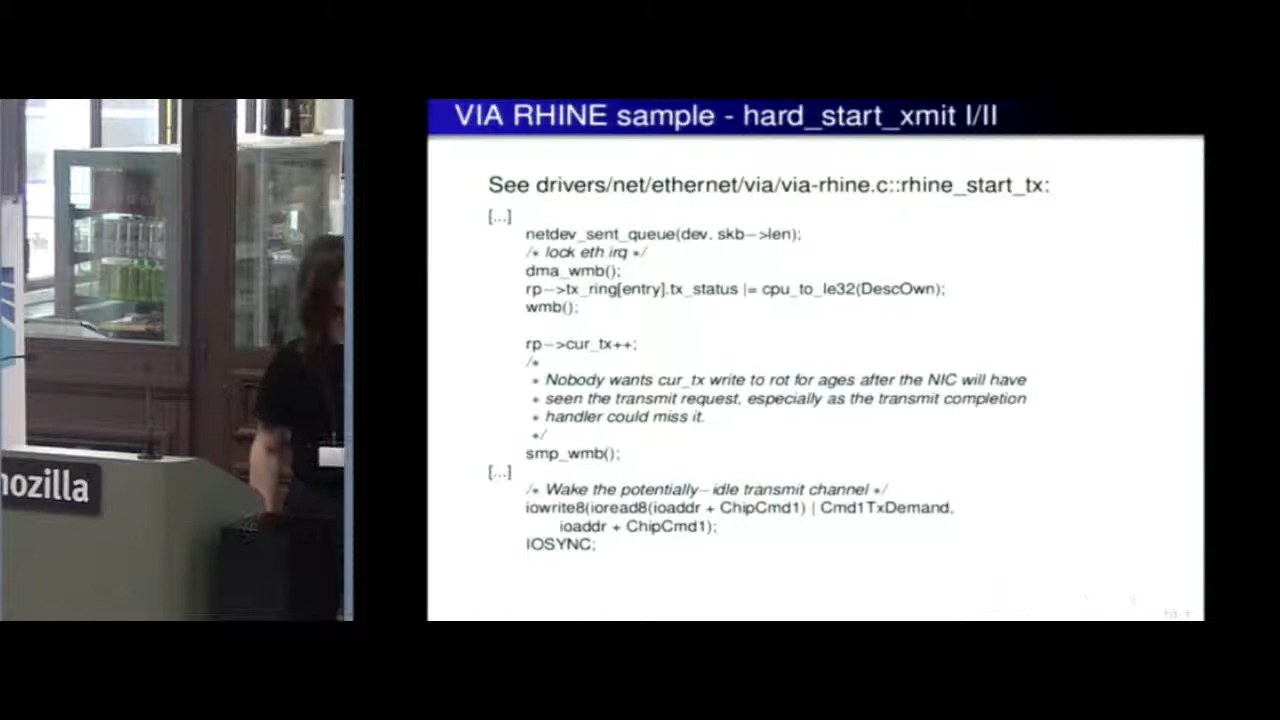 VIA RHINE sample - hard_start_xmit I/II
See drivers/net/ethernet/via/via-rhine.c::rhine_start_tx:
[...]
netdev_sent_queue(dev. skb->len);
/* lock eth irq */
dma_wmb();
rp->tx_ring[entry].tx_status |= cpu_to_le32(DescOwn);
wmb();
rp->cur_tx++;
/*
* Nobody wants cur_tx write to rot for ages after the NIC will have
* seen the transmit request, especially as the transmit completion
* handler could miss it.
*/
smp_wmb();
[...]
/* Wake the potentially-idle transmit channel */
iowrite8(ioread8(ioaddr + ChipCmd1) | Cmd1TxDemand,
ioaddr + ChipCmd1);
IOSYNC;
mozilla